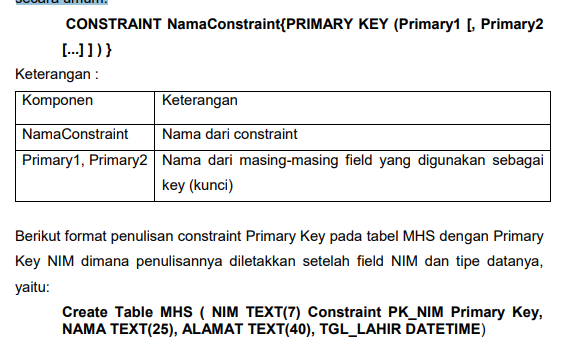 secara umum:
CONSTRAINT NamaConstraint{PRIMARY KEY (Primary1 [, Primary2
[...] ] ) }
Keterangan :
Komponen Keterangan
NamaConstraint Nama dari constraint
Primary1, Primary2 Nama dari masing-masing field yang digunakan sebagai
key (kunci)
Berikut format penulisan constraint Primary Key pada tabel MHS dengan Primary
Key NIM dimana penulisannya diletakkan setelah field NIM dan tipe datanya,
yaitu:
Create Table MHS ( NIM TEXT(7) Constraint PK_NIM Primary Key,
NAMA TEXT(25), ALAMAT TEXT(40), TGL_LAHIR DATETIME)